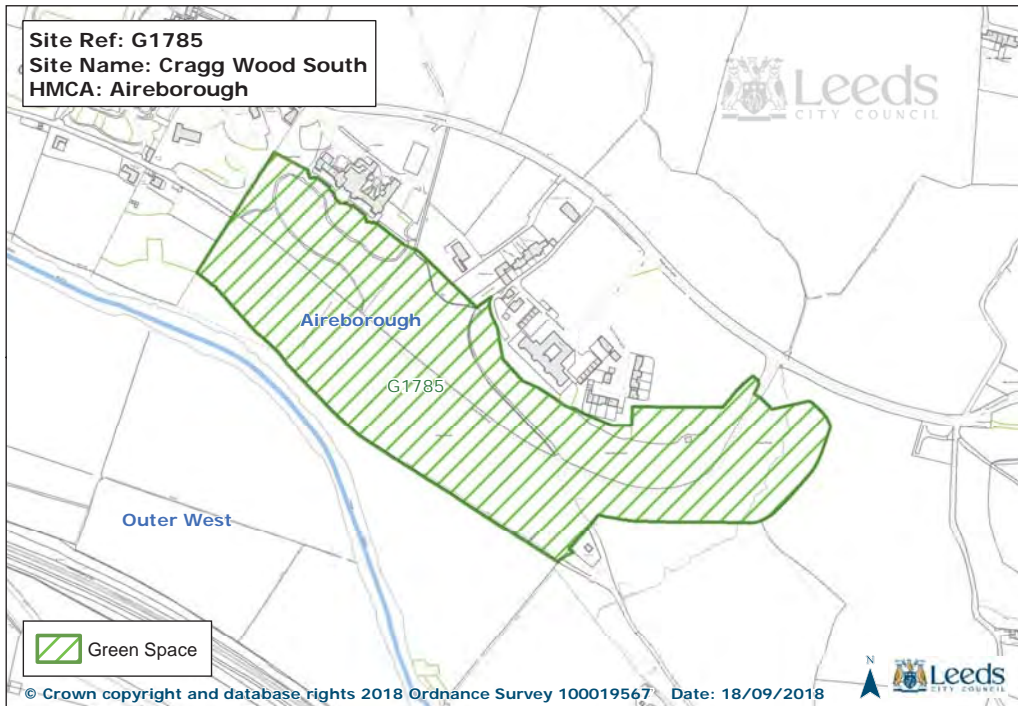 Site Ref: G1785
Site Name: Cragg Wood South
HMCA: Aireborough
Leeds
CITY COUNCIL
Aireborough
G1785
Outer West
Green Space
© Crown copyright and database rights 2018 Ordnance Survey 100019567 Date: 18/09/2018
N
Leeds
CITY COUNCIL